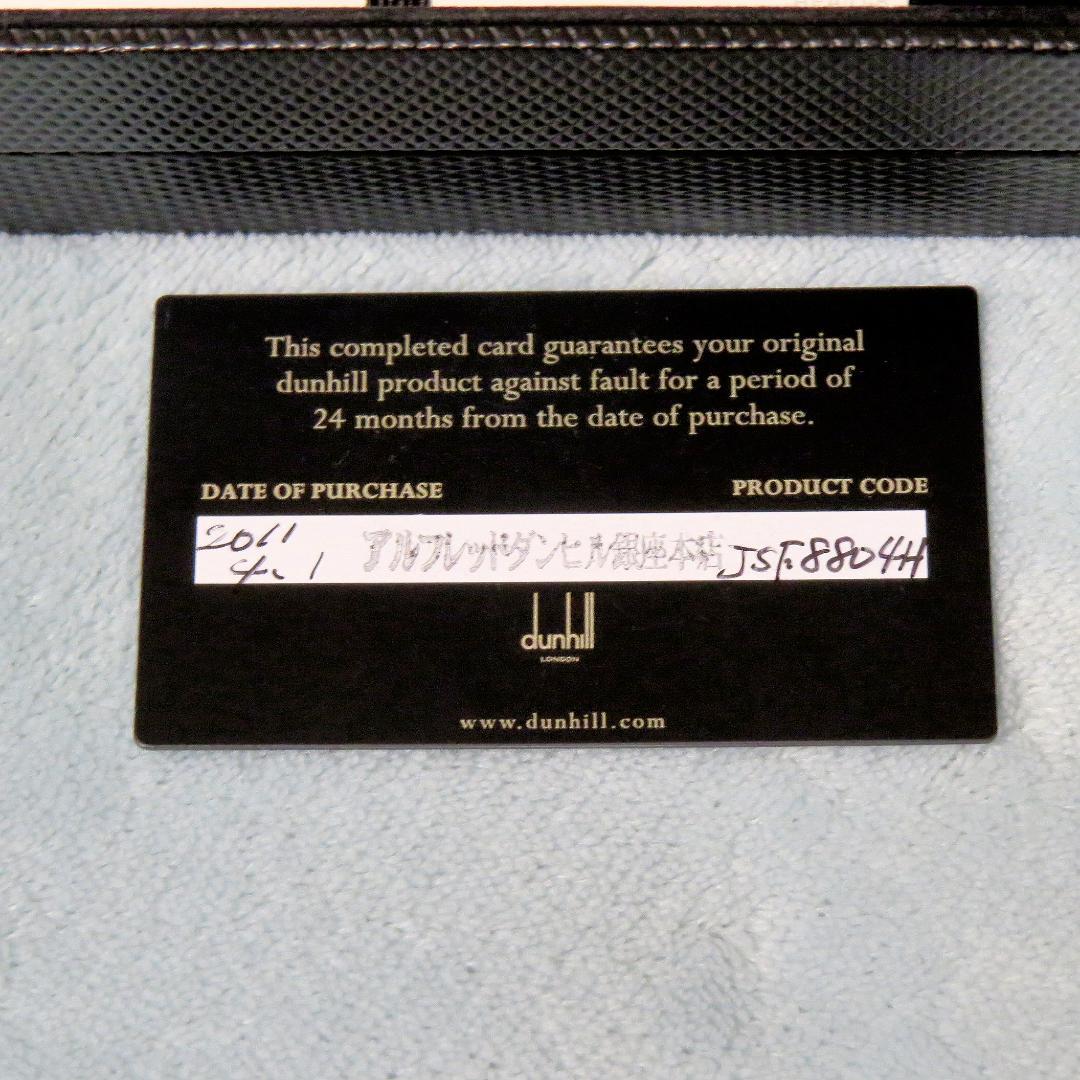 This completed card guarantees your original
dunhill product against fault for a period of
24 months from the date of purchase.
DATE OF PURCHASE PRODUCT CODE
2011
4. 1 アルフレッドダンヒル銀座本店 JST.8804H
dunhill
LONDON
www.dunhill.com